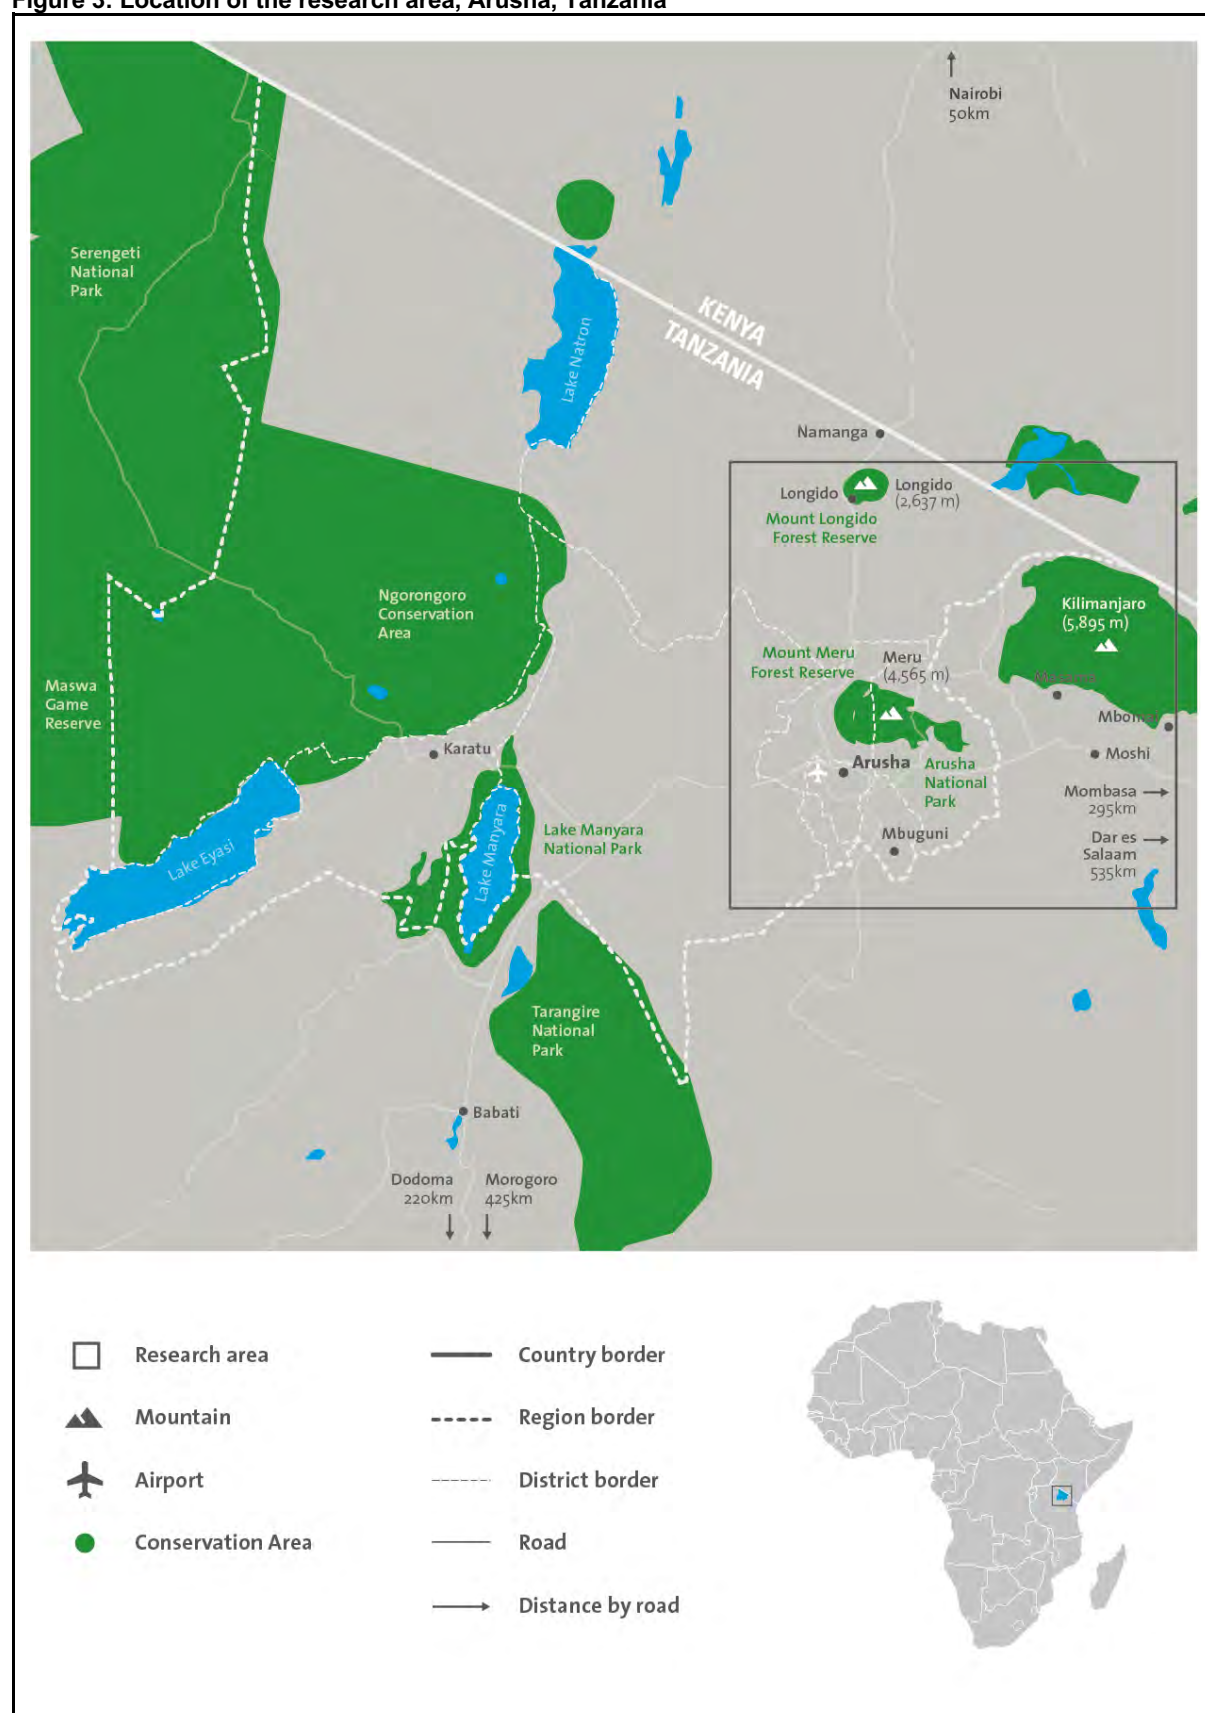 Figure 3: Location of the research area, Arusha, Tanzania
Nairobi
50km
Serengeti
National
Park
KENYA
TANZANIA
Lake Natron
Namanga
Longido
Longido
(2,637 m)
Mount Longido
Forest Reserve
Ngorongoro
Conservation
Area
Kilimanjaro
(5,895 m)
Mount Meru
Forest Reserve
Meru
(4,565 m)
Maswa
Game
Reserve
Moshi
Karatu
Arusha
Arusha
National
Park
Mombasa
295km
Lake Manyara
National Park
Lake Manyara
Mbuguni
Dar es
Salaam
535km
Lake Eyasi
Tarangire
National
Park
Babati
Dodoma
220km
Morogoro
425km
Research area
Mountain
Airport
Conservation Area
Country border
Region border
District border
Road
Distance by road